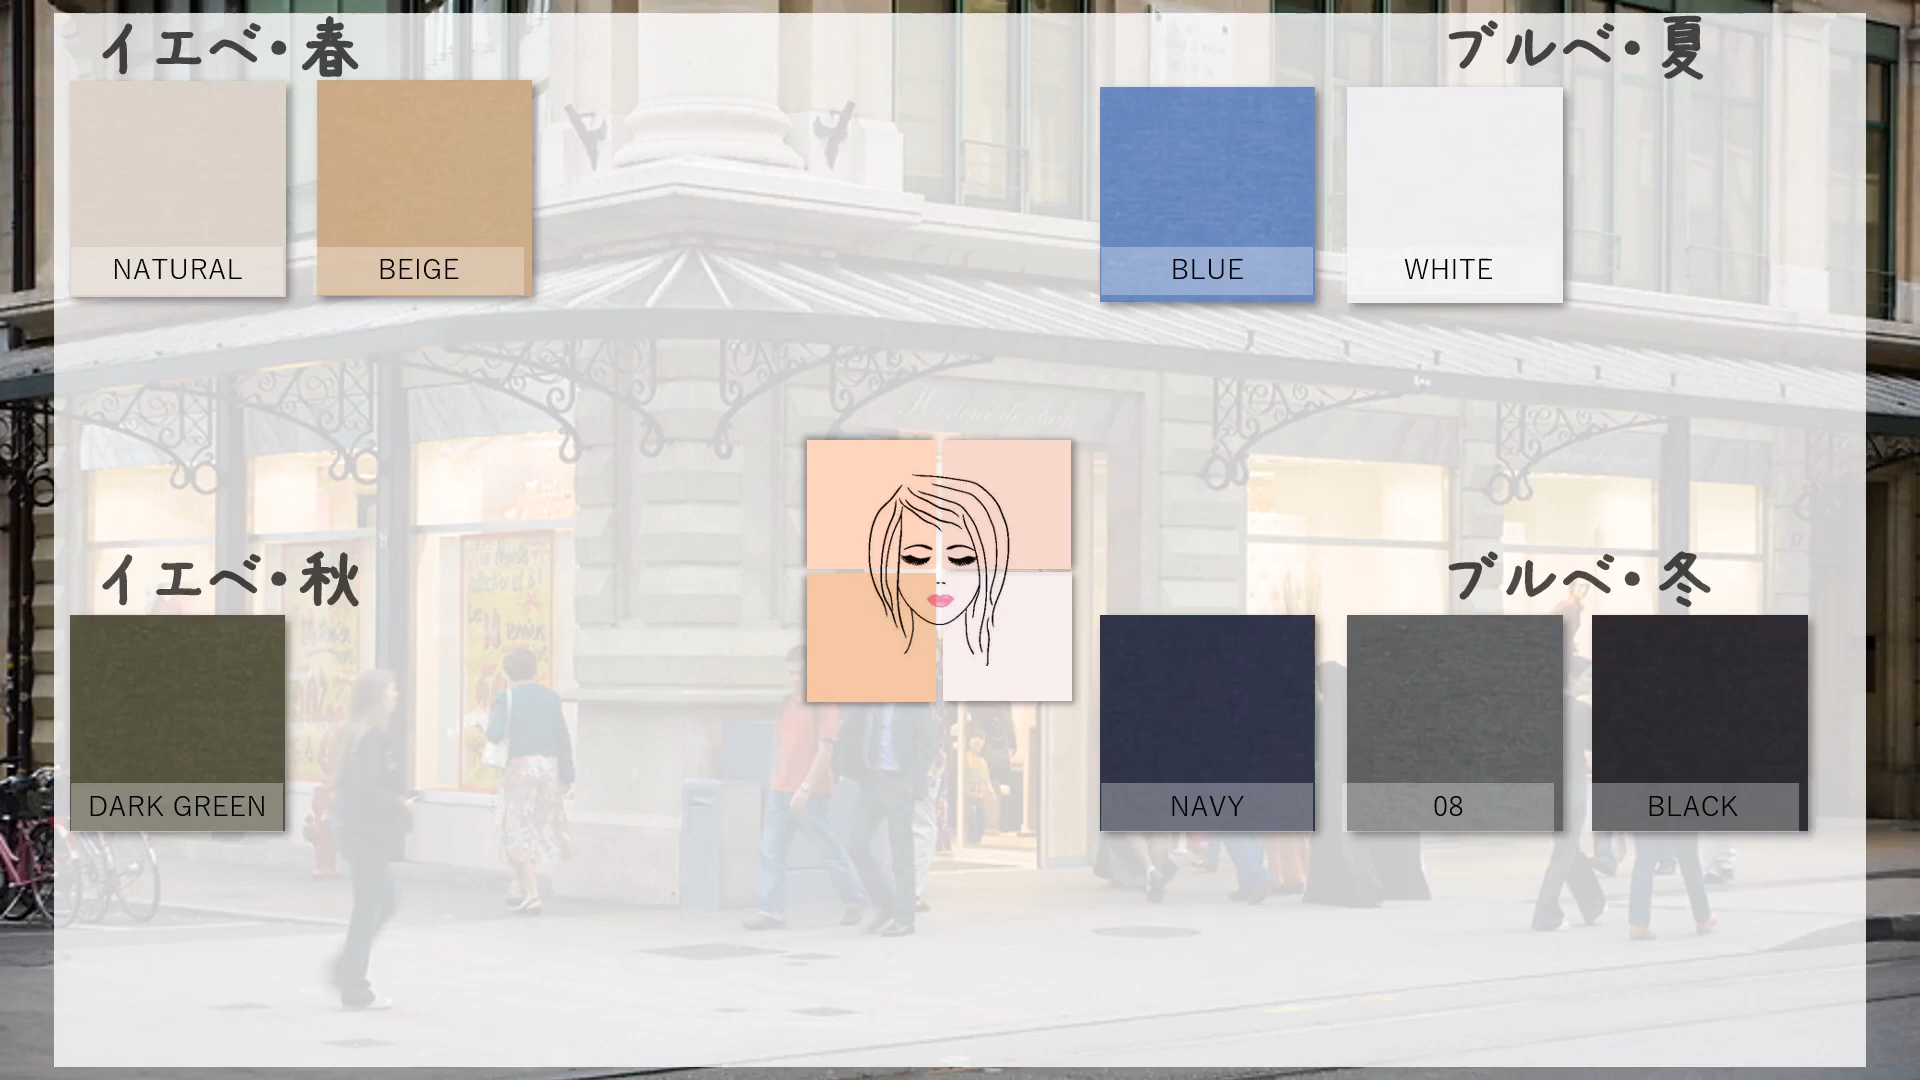 イエベ・春
NATURAL
BEIGE
ブルベ・夏
BLUE
WHITE
イエベ・秋
DARK GREEN
ブルベ・冬
NAVY
08
BLACK